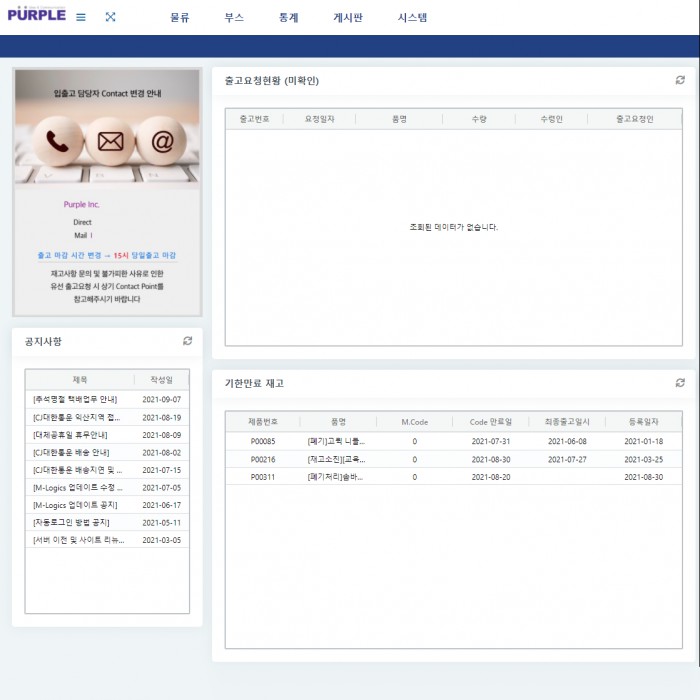 PURPLE
물류 부스 통계 게시판 시스템
입출고 담당자 Contact 변경 안내
Purple Inc.
Direct
Mail I
출고 마감 시간 변경 → 15시 당일출고 마감
재고사항 문의 및 불가피한 사유로 인한
유선 출고요청 시 상기 Contact Point를
참고해주시기 바랍니다
공지사항
제목 작성일
[추석명절 택배업무 안내] 2021-09-07
[CJ대한통운 익산지역 접... 2021-08-19
[대체공휴일 휴무안내] 2021-08-09
[CJ대한통운 배송 안내] 2021-08-02
[CJ대한통운 배송지연 및 ... 2021-07-15
[M-Logics 업데이트 수정 ... 2021-07-05
[M-Logics 업데이트 공지] 2021-06-17
[자동로그인 방법 공지] 2021-05-11
[서버 이전 및 사이트 리뉴... 2021-03-05
출고요청현황 (미확인)
출고번호 요청일자 품명 수량 수령인 출고요청인
조회된 데이터가 없습니다.
기한만료 재고
제품번호 품명 M.Code Code 만료일 최종출고일시 등록일자
P00085 [폐기]고윅 니플... 0 2021-07-31 2021-06-08 2021-01-18
P00216 [재고소진][교육... 0 2021-08-30 2021-07-27 2021-03-25
P00311 [폐기처리]솜바... 0 2021-08-20 2021-08-30